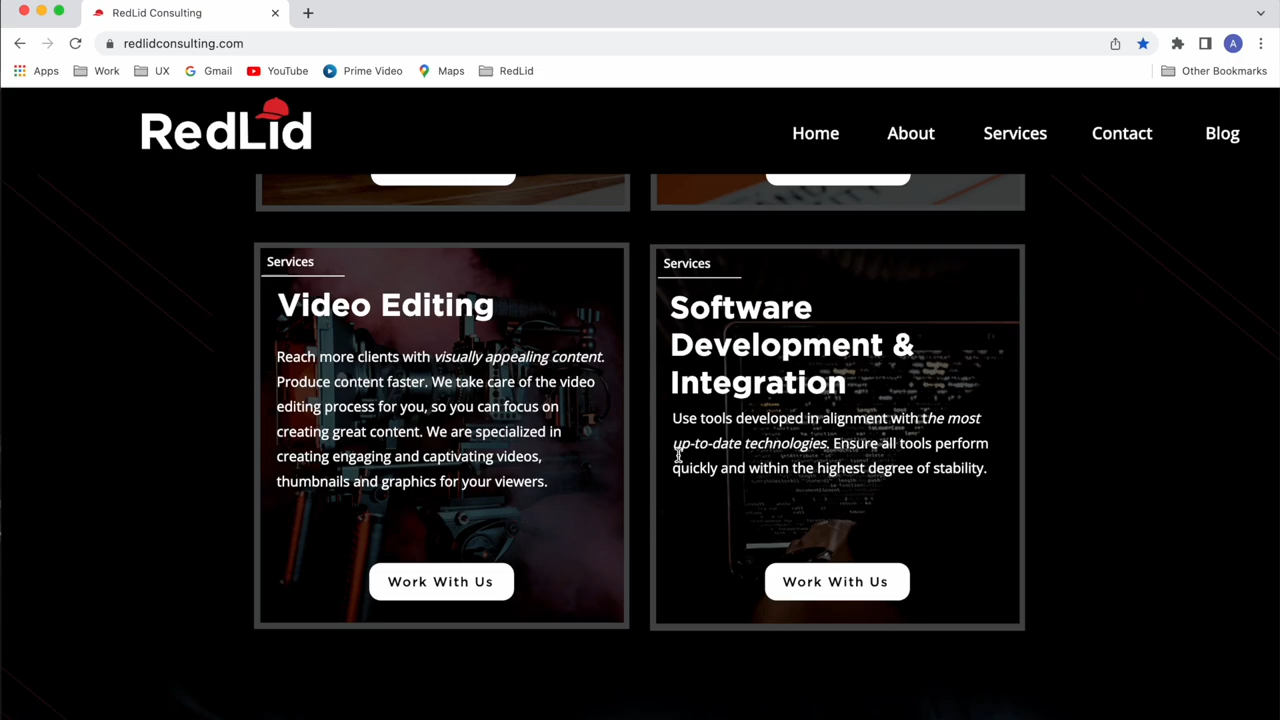 RedLid Consulting
redlidconsulting.com
A
Apps Work UX Gmail YouTube Prime Video Maps RedLid Other Bookmarks
RedLid
Home About Services Contact Blog
Services
Video Editing
Reach more clients with visually appealing content.
Produce content faster. We take care of the video
editing process for you, so you can focus on
creating great content. We are specialized in
creating engaging and captivating videos,
thumbnails and graphics for your viewers.
Work With Us
Services
Software
Development &
Integration
Use tools developed in alignment with the most
up-to-date technologies. Ensure all tools perform
quickly and within the highest degree of stability.
Work With Us